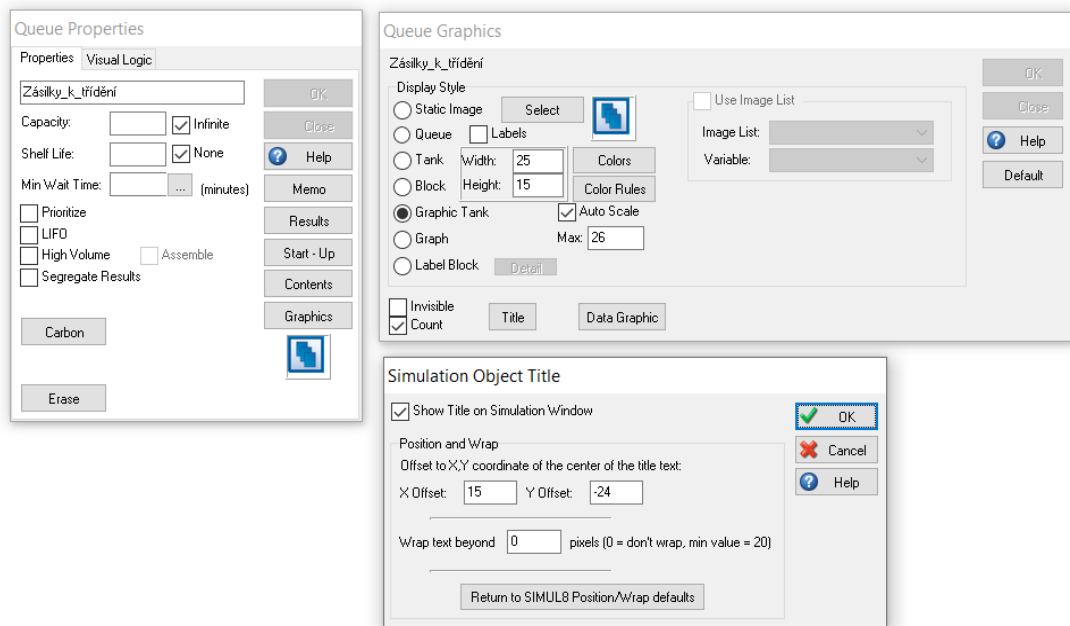 Queue Properties
Properties Visual Logic
Zásilky_k_třídění
OK
Capacity: Infinite
Close
Shelf Life: None
Help
Min Wait Time: ... (minutes)
Memo
Prioritize
Results
LIFO
High Volume Assemble
Start - Up
Segregate Results
Contents
Graphics
Carbon
Erase
Queue Graphics
Zásilky_k_třídění
Display Style
OK
Static Image Select
Use Image List
Close
Queue Labels
Image List:
Help
Tank Width: 25 Colors
Variable:
Block Height: 15 Color Rules
Default
Graphic Tank Auto Scale
Graph Max: 26
Label Block Detail
Invisible
Count Title Data Graphic
Simulation Object Title
Show Title on Simulation Window
OK
Position and Wrap
Cancel
Offset to X,Y coordinate of the center of the title text:
Help
X Offset: 15 Y Offset: -24
Wrap text beyond 0 pixels (0 = don't wrap, min value = 20)
Return to SIMUL8 Position/Wrap defaults